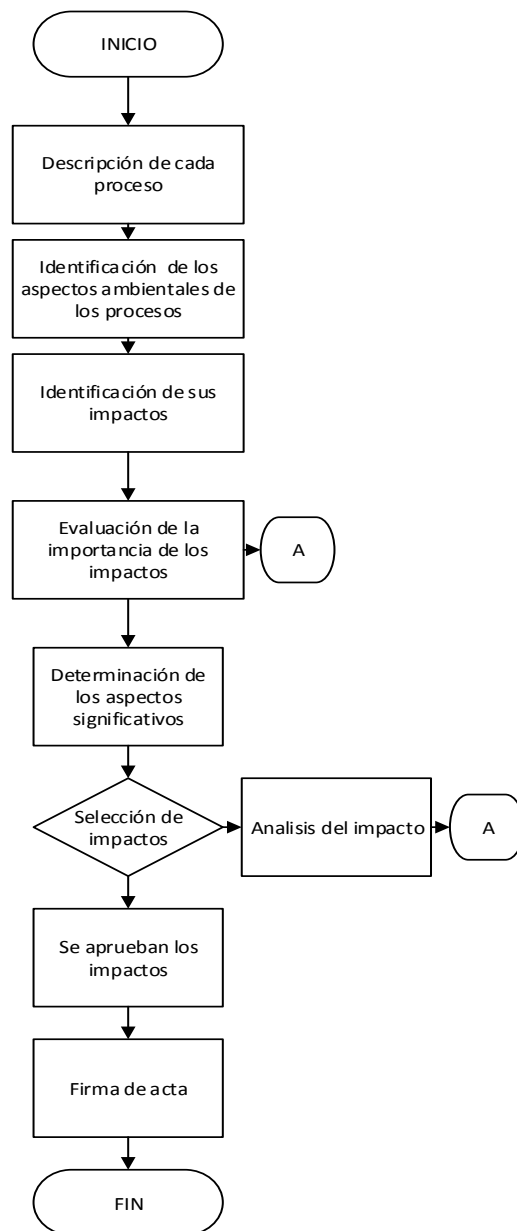 INICIO
Descripción de cada
proceso
Identificación de los
aspectos ambientales de
los procesos
Identificación de sus
impactos
Evaluación de la
importancia de los
impactos
A
Determinación de
los aspectos
significativos
Selección de
impactos
Analisis del impacto
A
Se aprueban los
impactos
Firma de acta
FIN